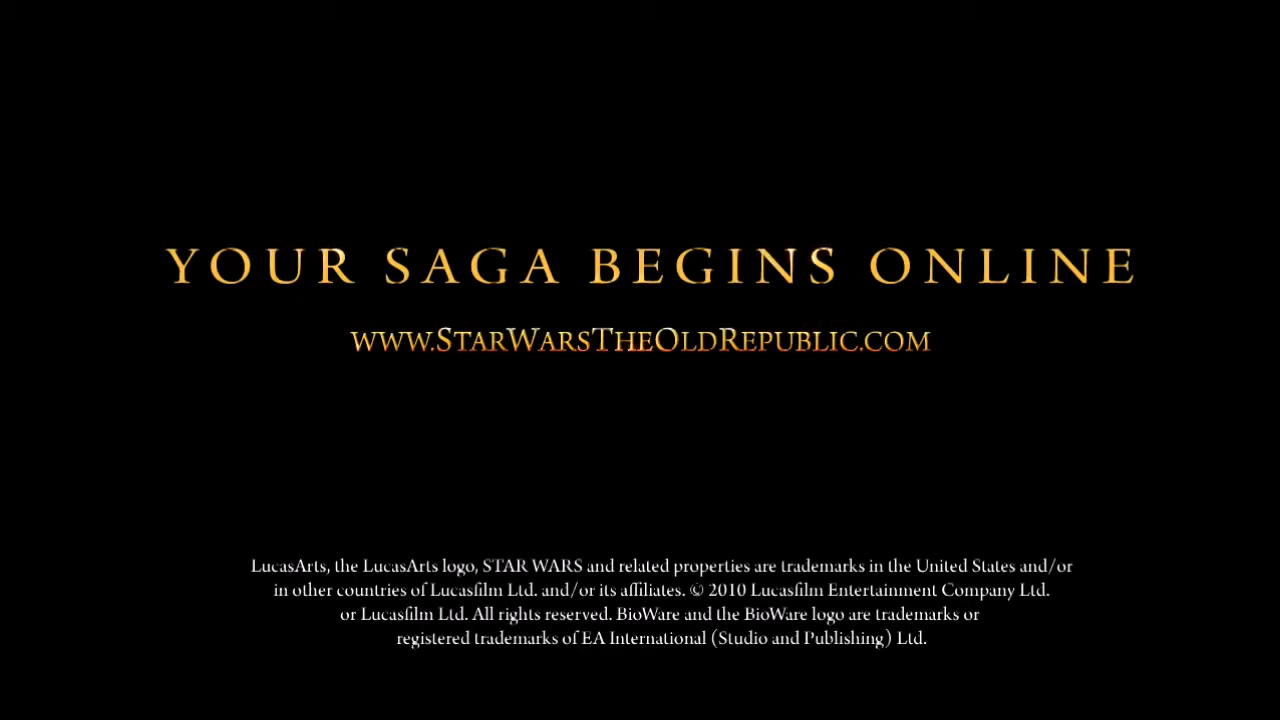 YOUR SAGA BEGINS ONLINE
WWW.STARWARSTHEOLDREPUBLIC.COM
LucasArts, the LucasArts logo, STAR WARS and related properties are trademarks in the United States and/or
in other countries of Lucasfilm Ltd. and/or its affiliates. © 2010 Lucasfilm Entertainment Company Ltd.
or Lucasfilm Ltd. All rights reserved. BioWare and the BioWare logo are trademarks or
registered trademarks of EA International (Studio and Publishing) Ltd.